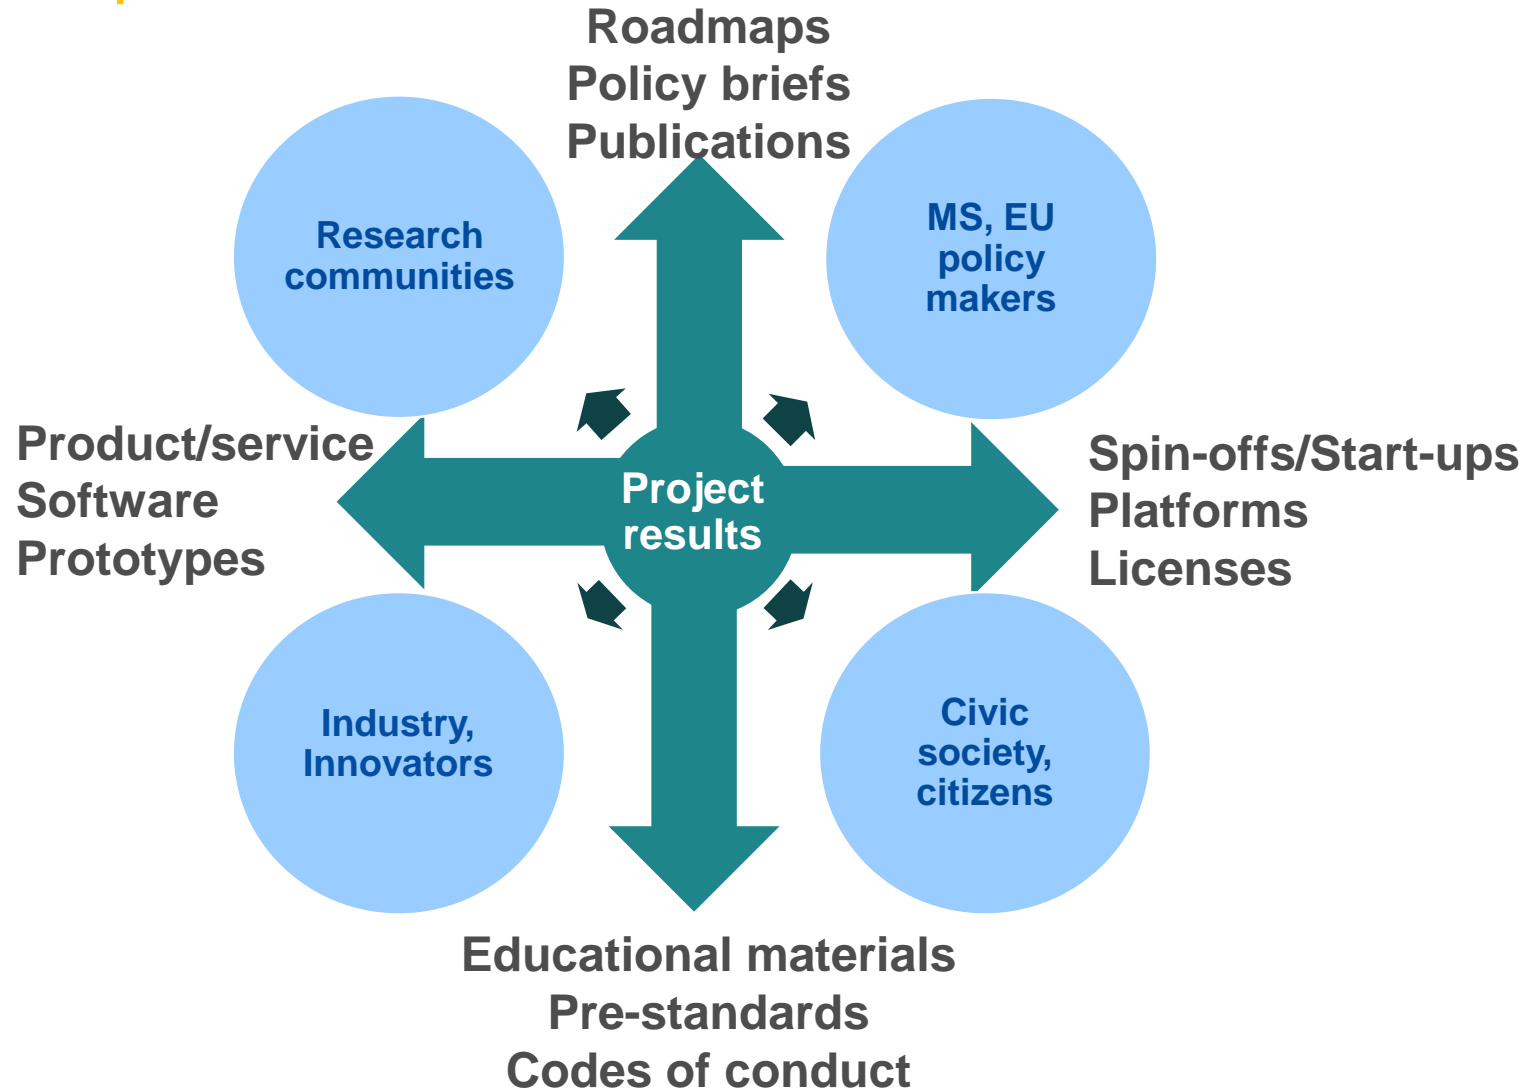 Roadmaps
Policy briefs
Publications
Research
communities
MS, EU
policy
makers
Product/service
Software
Prototypes
Project
results
Spin-offs/Start-ups
Platforms
Licenses
Industry,
Innovators
Civic
society,
citizens
Educational materials
Pre-standards
Codes of conduct